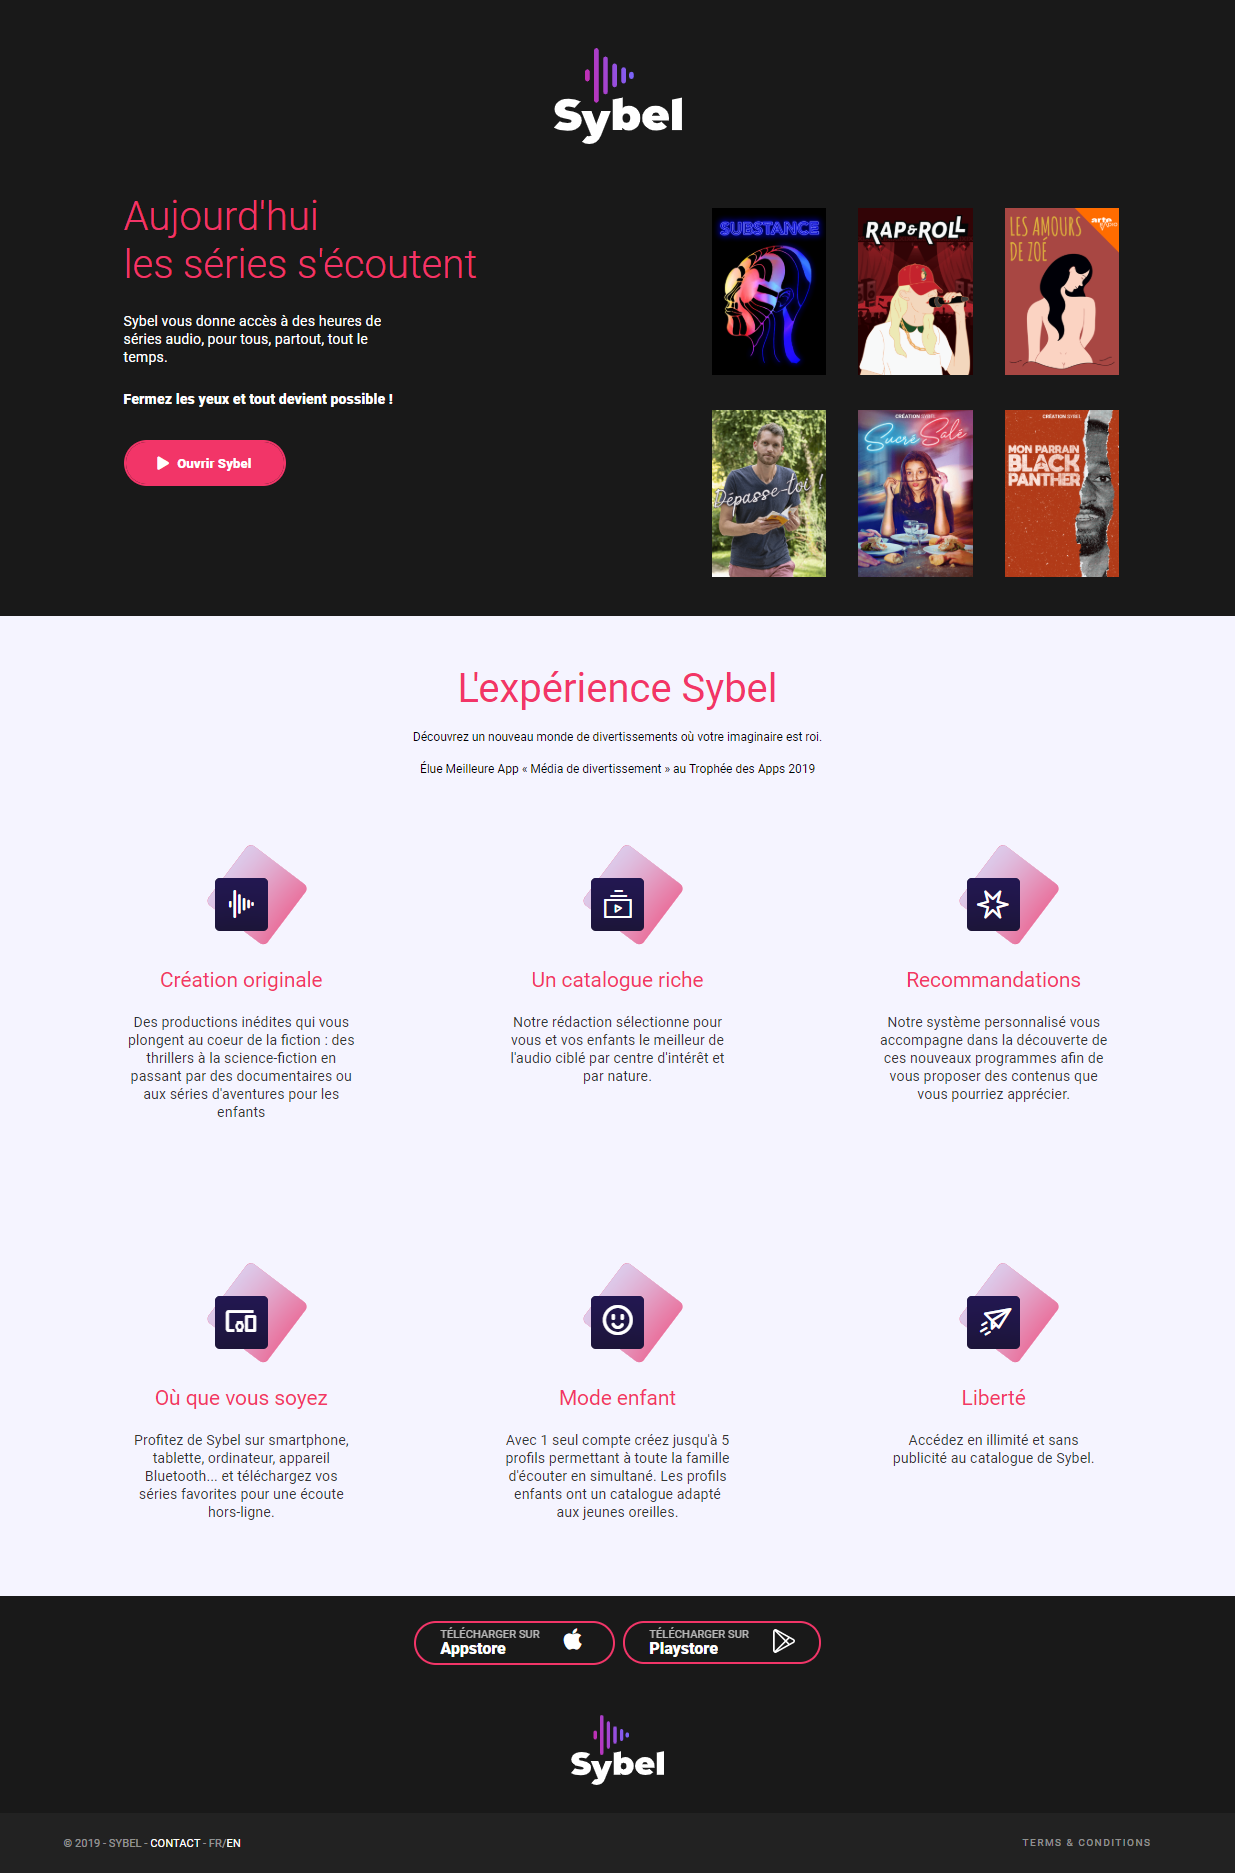 Sybel
Aujourd'hui
les séries s'écoutent
Sybel vous donne accès à des heures de
séries audio, pour tous, partout, tout le
temps.
Fermez les yeux et tout devient possible !
Ouvrir Sybel
SUBSTANCE
RAP&ROLL
LES AMOURS
DE ZOÉ
arte
Dépasse-toi !
CRÉATION SYBEL
Sucré Salé
CRÉATION SYBEL
MON PARRAIN
BLACK
PANTHER
L'expérience Sybel
Découvrez un nouveau monde de divertissements où votre imaginaire est roi.
Élue Meilleure App « Média de divertissement » au Trophée des Apps 2019
Création originale
Des productions inédites qui vous
plongent au coeur de la fiction : des
thrillers à la science-fiction en
passant par des documentaires ou
aux séries d'aventures pour les
enfants
Un catalogue riche
Notre rédaction sélectionne pour
vous et vos enfants le meilleur de
l'audio ciblé par centre d'intérêt et
par nature.
Recommandations
Notre système personnalisé vous
accompagne dans la découverte de
ces nouveaux programmes afin de
vous proposer des contenus que
vous pourriez apprécier.
Où que vous soyez
Profitez de Sybel sur smartphone,
tablette, ordinateur, appareil
Bluetooth... et téléchargez vos
séries favorites pour une écoute
hors-ligne.
Mode enfant
Avec 1 seul compte créez jusqu'à 5
profils permettant à toute la famille
d'écouter en simultané. Les profils
enfants ont un catalogue adapté
aux jeunes oreilles.
Liberté
Accédez en illimité et sans
publicité au catalogue de Sybel.
TÉLÉCHARGER SUR
Appstore
TÉLÉCHARGER SUR
Playstore
Sybel
© 2019 - SYBEL - CONTACT - FR/EN
TERMS & CONDITIONS